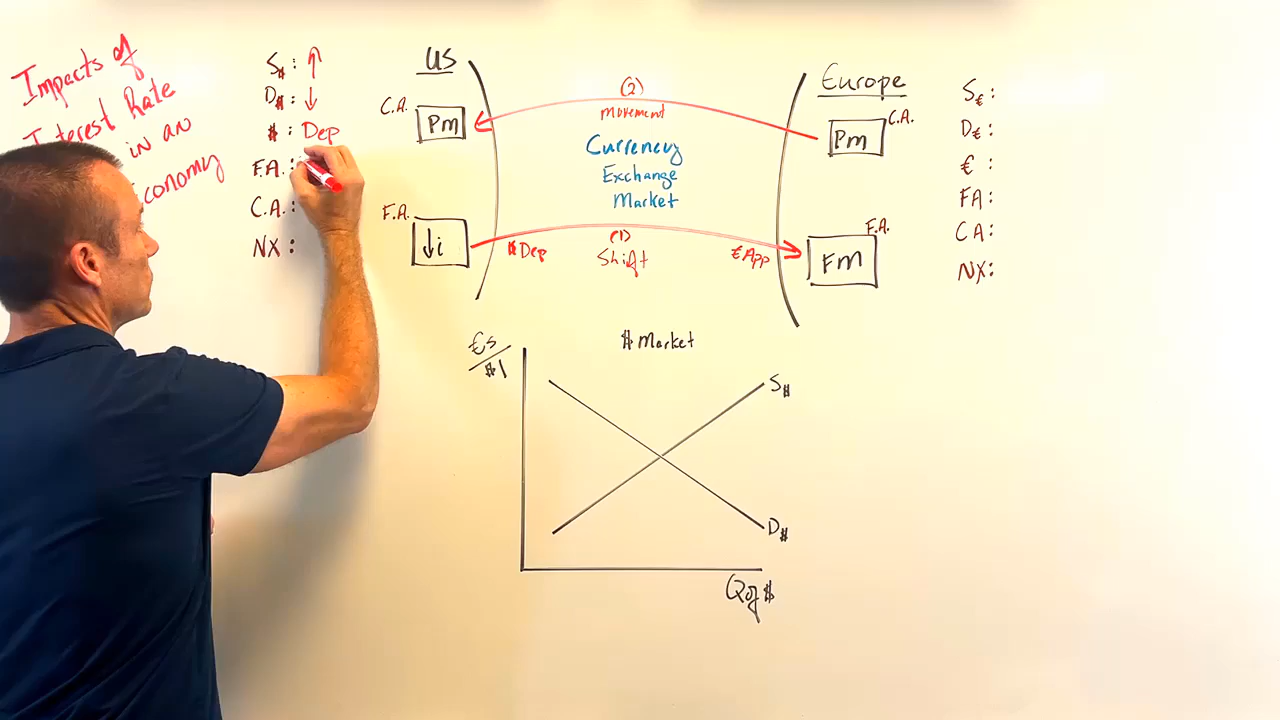 Impacts of
Interest Rate
in an
Economy
S$: ↑
D$: ↓
$: Dep
F.A.:
C.A.:
NX:
US
C.A.
Pm
F.A.
↓i
(2)
Movement
Currency
Exchange
Market
(1)
$Dep
Shift
€App
Europe
C.A.
Pm
F.A.
Fm
S€:
D€:
€:
FA:
CA:
NX:
$ Market
€s/$1
S$
D$
Q of $